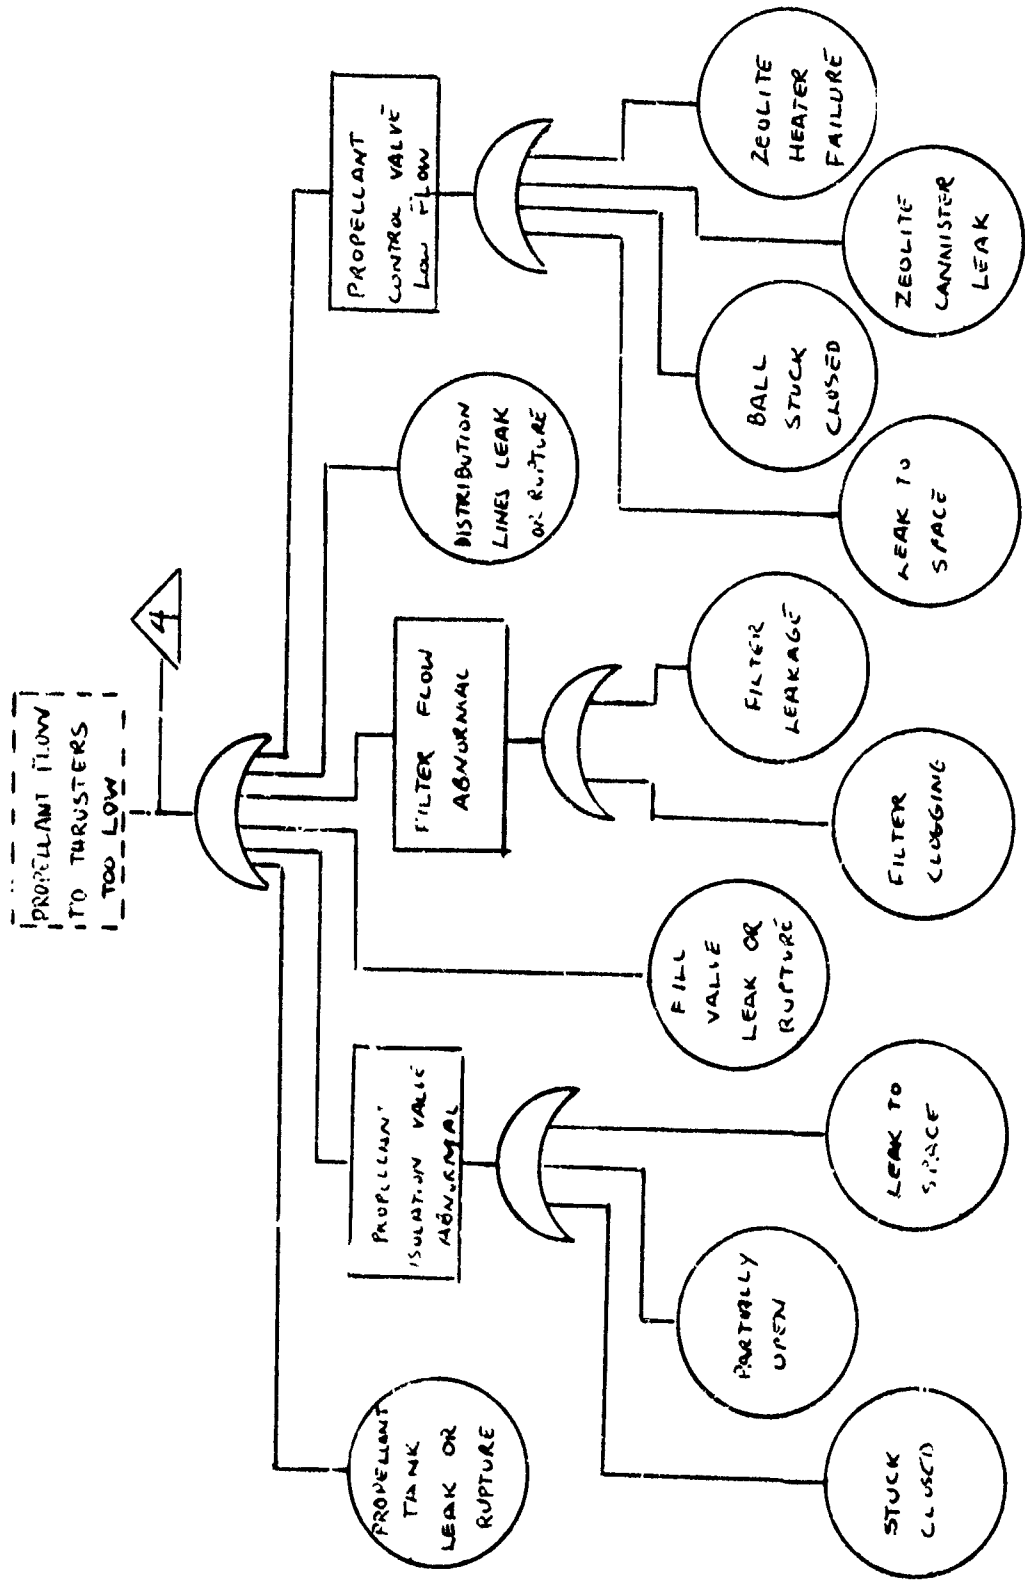 PROPELLANT FLOW
TO THRUSTERS
TOO LOW
4
PROPELLANT
TANK
LEAK OR
RUPTURE
PROPELLANT
ISOLATION VALVE
ABNORMAL
STUCK
CLOSED
PARTIALLY
OPEN
LEAK TO
SPACE
FILL
VALVE
LEAK OR
RUPTURE
FILTER FLOW
ABNORMAL
FILTER
CLOGGING
FILTER
LEAKAGE
DISTRIBUTION
LINES LEAK
OR RUPTURE
PROPELLANT
CONTROL VALVE
LOW FLOW
LEAK TO
SPACE
BALL
STUCK
CLOSED
ZEOLITE
CANNISTER
LEAK
ZEOLITE
HEATER
FAILURE